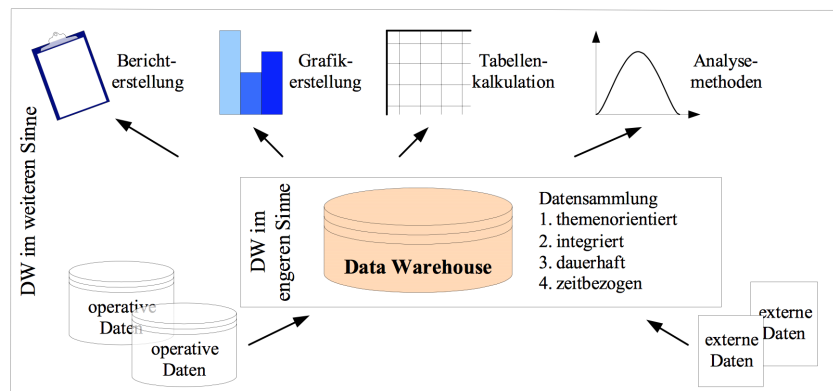 Bericht-
erstellung
Grafik-
erstellung
Tabellen-
kalkulation
Analyse-
methoden
DW im weiteren Sinne
DW im
engeren Sinne
Data Warehouse
Datensammlung
1. themenorientiert
2. integriert
3. dauerhaft
4. zeitbezogen
operative
Daten
operative
Daten
externe
Daten
externe
Daten